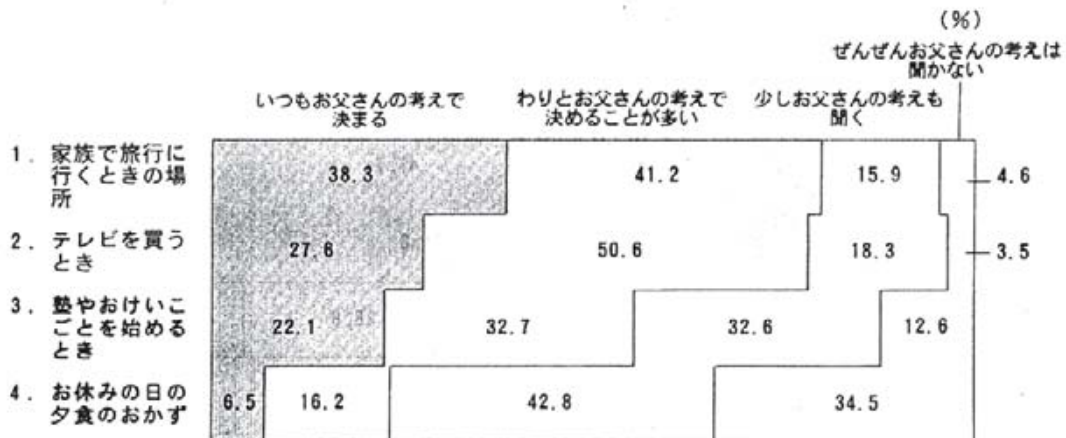 (%)
ぜんぜんお父さんの考えは
聞かない
いつもお父さんの考えで
決まる
わりとお父さんの考えで
決めることが多い
少しお父さんの考えも
聞く
1. 家族で旅行に
行くときの場
所
38.3
41.2
15.9
4.6
2. テレビを買う
とき
27.6
50.6
18.3
3.5
3. 塾やおけいこ
ごとを始める
とき
22.1
32.7
32.6
12.6
4. お休みの日の
夕食のおかず
6.5
16.2
42.8
34.5